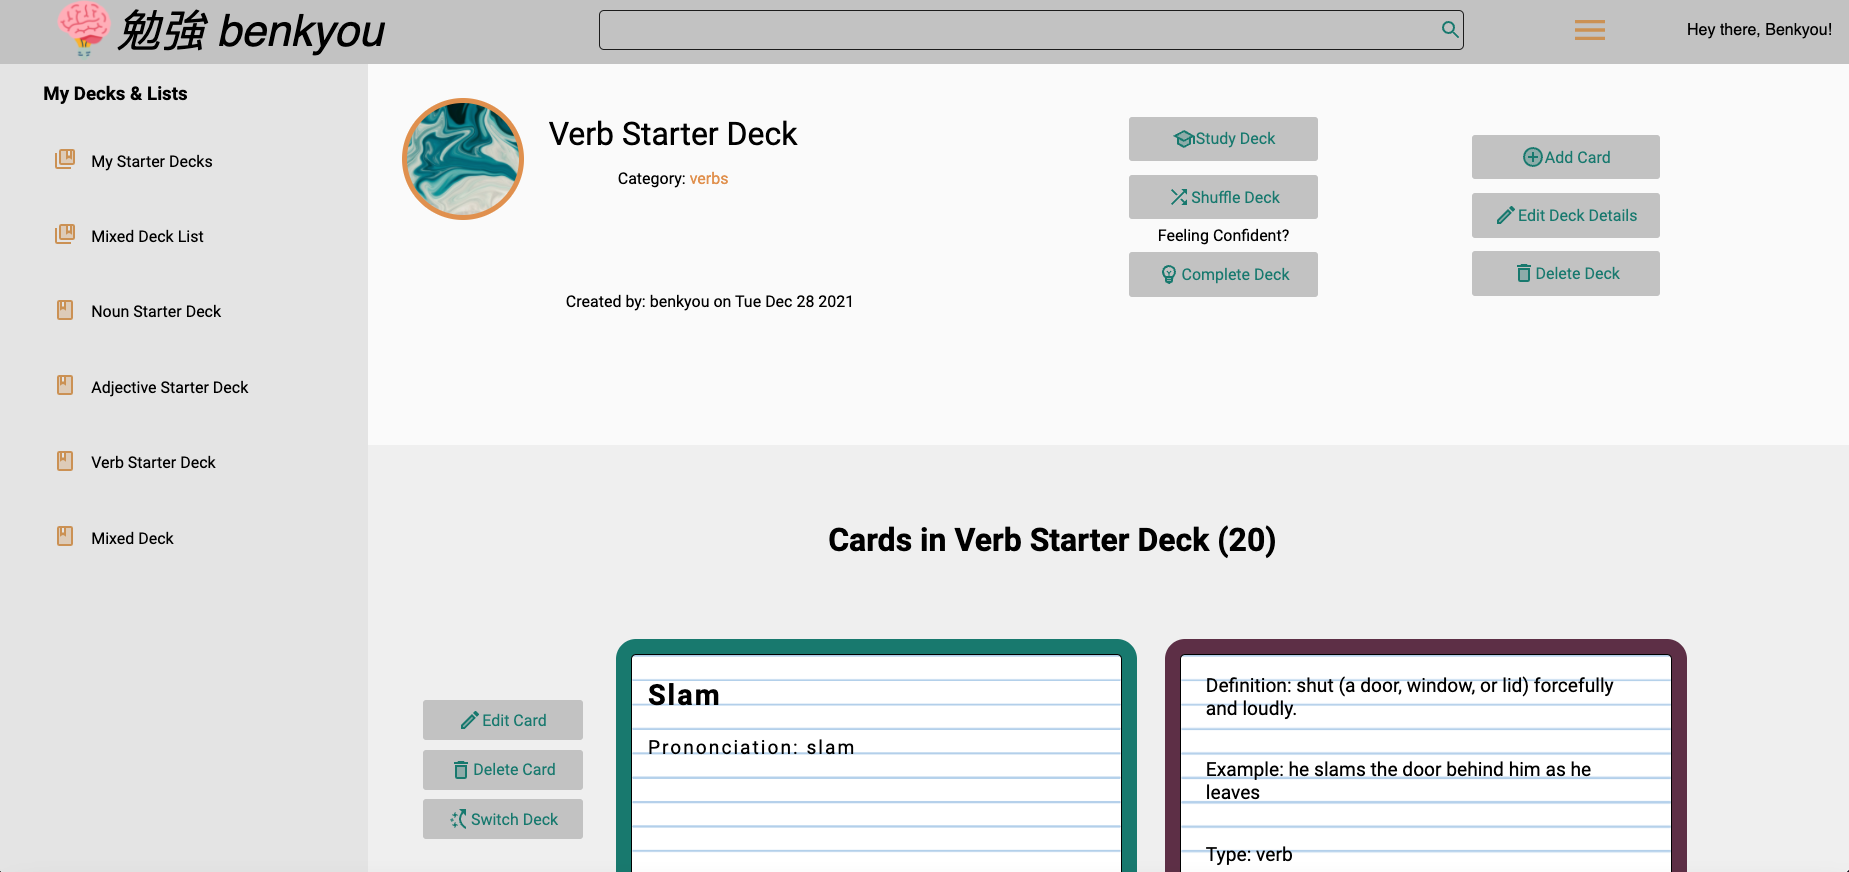 勉強 benkyou
Hey there, Benkyou!
My Decks & Lists
My Starter Decks
Mixed Deck List
Noun Starter Deck
Adjective Starter Deck
Verb Starter Deck
Mixed Deck
Verb Starter Deck
Category: verbs
Created by: benkyou on Tue Dec 28 2021
Study Deck
Shuffle Deck
Feeling Confident?
Complete Deck
Add Card
Edit Deck Details
Delete Deck
Cards in Verb Starter Deck (20)
Edit Card
Delete Card
Switch Deck
Slam
Prononciation: slam
Definition: shut (a door, window, or lid) forcefully
and loudly.
Example: he slams the door behind him as he
leaves
Type: verb